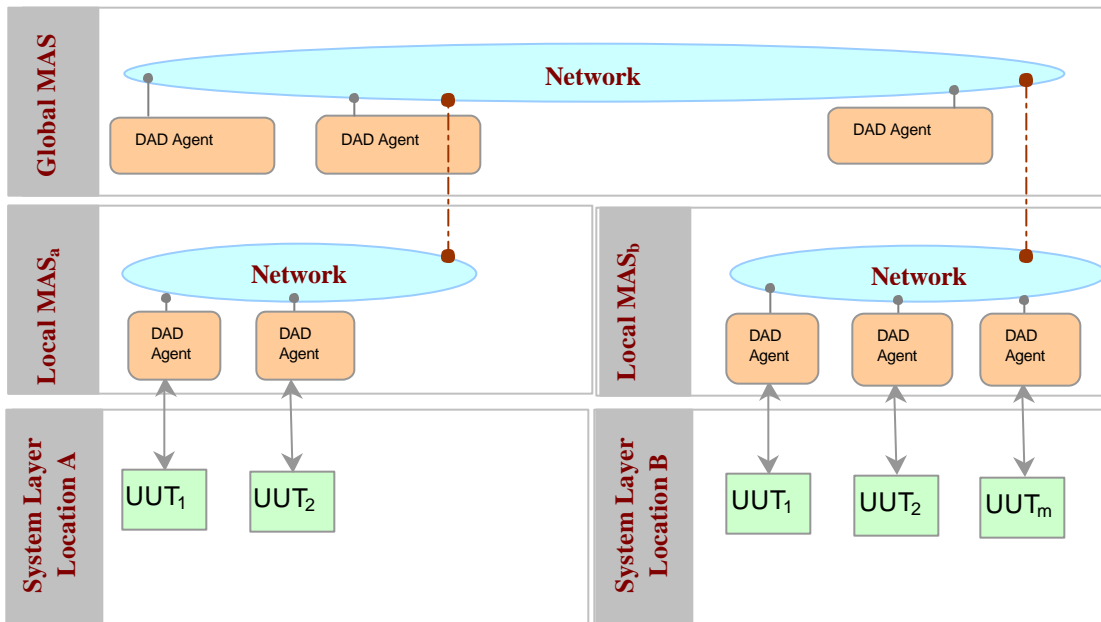 Global MAS
Network
DAD Agent
DAD Agent
DAD Agent
Local MASa
Network
DAD
Agent
DAD
Agent
Local MASb
Network
DAD
Agent
DAD
Agent
DAD
Agent
System Layer
Location A
UUT1
UUT2
System Layer
Location B
UUT1
UUT2
UUTm